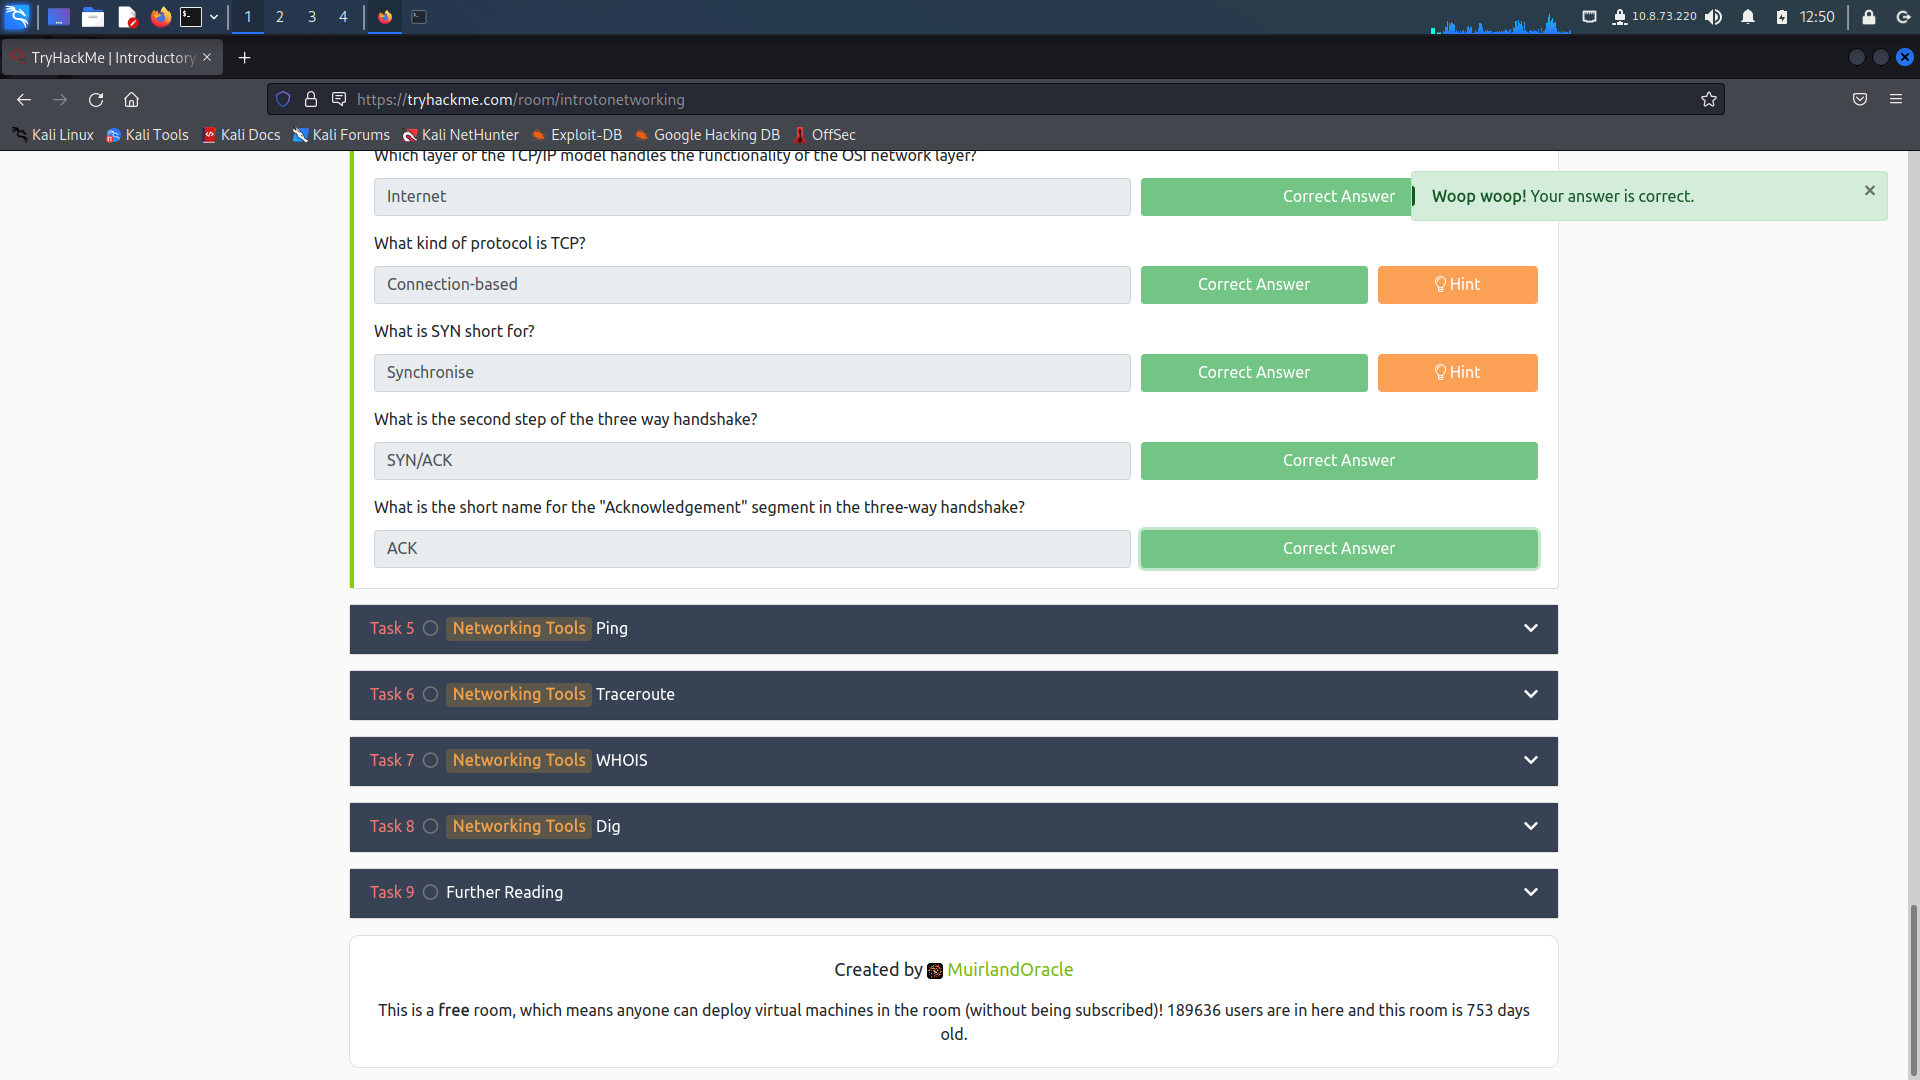 1 2 3 4
10.8.73.220
12:50
TryHackMe | Introductory
https://tryhackme.com/room/introtonetworking
Kali Linux Kali Tools Kali Docs Kali Forums Kali NetHunter Exploit-DB Google Hacking DB OffSec
Which layer of the TCP/IP model handles the functionality of the OSI network layer?
Internet Correct Answer
Woop woop! Your answer is correct.
What kind of protocol is TCP?
Connection-based Correct Answer Hint
What is SYN short for?
Synchronise Correct Answer Hint
What is the second step of the three way handshake?
SYN/ACK Correct Answer
What is the short name for the "Acknowledgement" segment in the three-way handshake?
ACK Correct Answer
Task 5 Networking Tools Ping
Task 6 Networking Tools Traceroute
Task 7 Networking Tools WHOIS
Task 8 Networking Tools Dig
Task 9 Further Reading
Created by MuirlandOracle
This is a free room, which means anyone can deploy virtual machines in the room (without being subscribed)! 189636 users are in here and this room is 753 days
old.